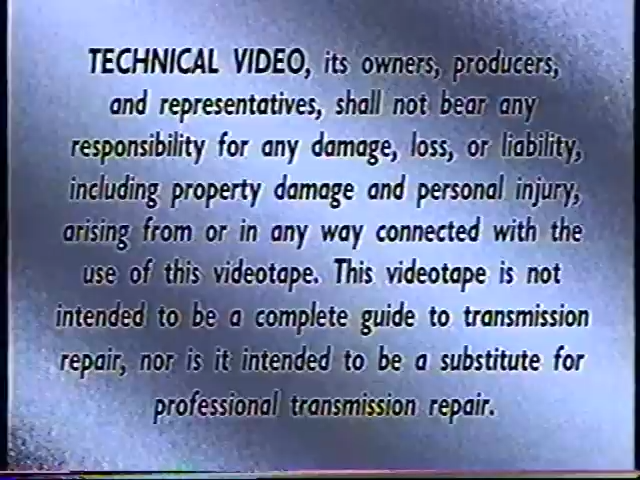 TECHNICAL VIDEO, its owners, producers,
and representatives, shall not bear any
responsibility for any damage, loss, or liability,
including property damage and personal injury,
arising from or in any way connected with the
use of this videotape. This videotape is not
intended to be a complete guide to transmission
repair, nor is it intended to be a substitute for
professional transmission repair.